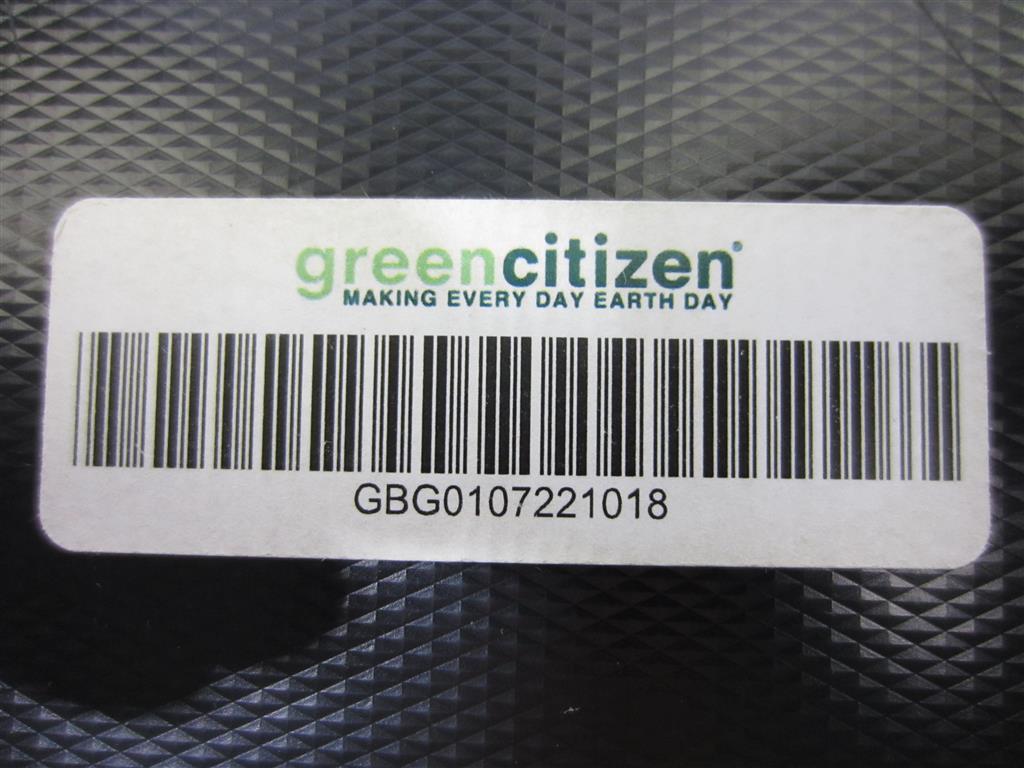 greencitizen®
MAKING EVERY DAY EARTH DAY
GBG0107221018